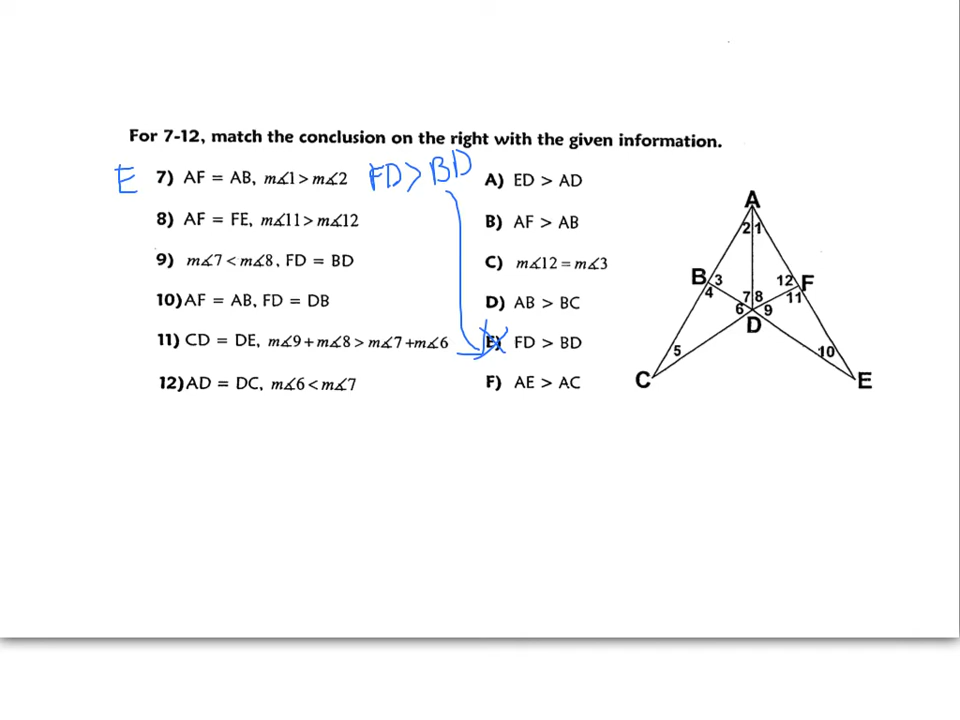 For 7-12, match the conclusion on the right with the given information.
E 7) AF = AB, m∡1 > m∡2 FD > BD A) ED > AD
8) AF = FE, m∡11 > m∡12 B) AF > AB
9) m∡7 < m∡8, FD = BD C) m∡12 = m∡3
10) AF = AB, FD = DB D) AB > BC
11) CD = DE, m∡9 + m∡8 > m∡7 + m∡6 E) FD > BD
12) AD = DC, m∡6 < m∡7 F) AE > AC
A
2 1
B 3 12 F
4 7 8 11
6 9
D
5 10
C E